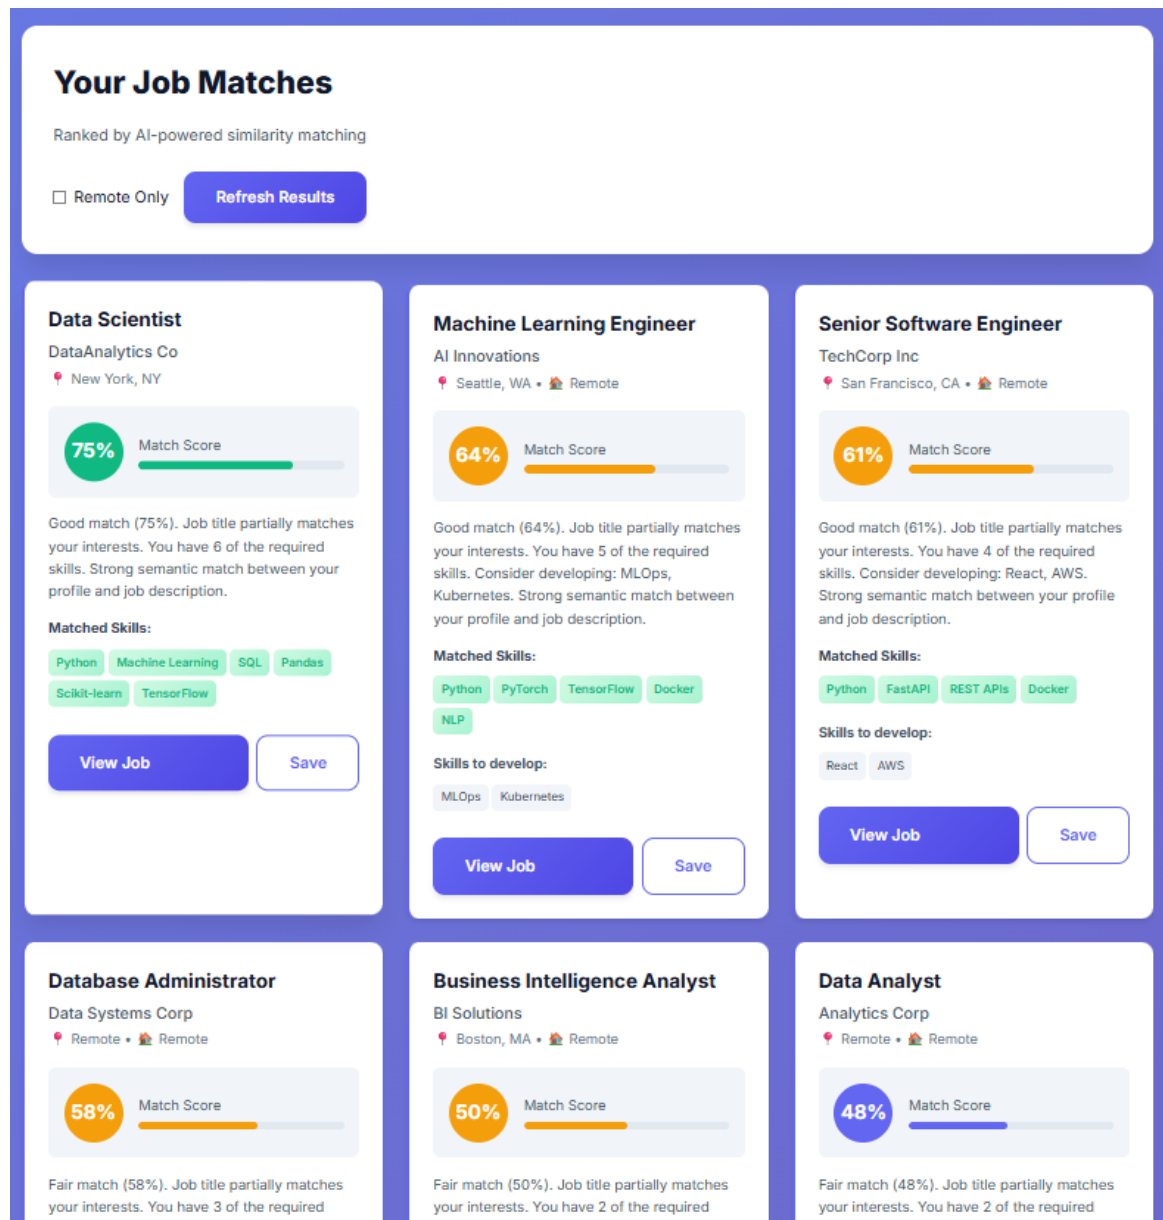 Your Job Matches
Ranked by AI-powered similarity matching
Remote Only
Refresh Results
Data Scientist
DataAnalytics Co
New York, NY
75%
Match Score
Good match (75%). Job title partially matches
your interests. You have 6 of the required
skills. Strong semantic match between your
profile and job description.
Matched Skills:
Python Machine Learning SQL Pandas
Scikit-learn TensorFlow
View Job Save
Machine Learning Engineer
AI Innovations
Seattle, WA • Remote
64%
Match Score
Good match (64%). Job title partially matches
your interests. You have 5 of the required
skills. Consider developing: MLOps,
Kubernetes. Strong semantic match between
your profile and job description.
Matched Skills:
Python PyTorch TensorFlow Docker
NLP
Skills to develop:
MLOps Kubernetes
View Job Save
Senior Software Engineer
TechCorp Inc
San Francisco, CA • Remote
61%
Match Score
Good match (61%). Job title partially matches
your interests. You have 4 of the required
skills. Consider developing: React, AWS.
Strong semantic match between your profile
and job description.
Matched Skills:
Python FastAPI REST APIs Docker
Skills to develop:
React AWS
View Job Save
Database Administrator
Data Systems Corp
Remote • Remote
58%
Match Score
Fair match (58%). Job title partially matches
your interests. You have 3 of the required
Business Intelligence Analyst
BI Solutions
Boston, MA • Remote
50%
Match Score
Fair match (50%). Job title partially matches
your interests. You have 2 of the required
Data Analyst
Analytics Corp
Remote • Remote
48%
Match Score
Fair match (48%). Job title partially matches
your interests. You have 2 of the required